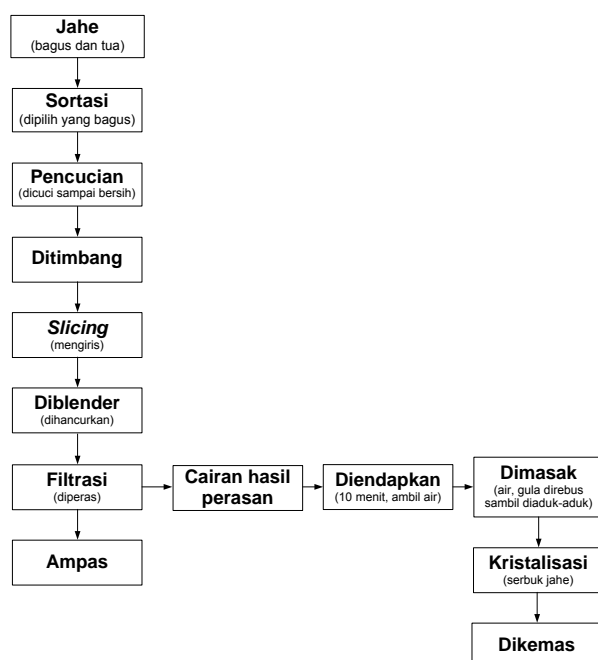 Jahe
(bagus dan tua)
Sortasi
(dipilih yang bagus)
Pencucian
(dicuci sampai bersih)
Ditimbang
Slicing
(mengiris)
Diblender
(dihancurkan)
Filtrasi
(diperas)
Ampas
Cairan hasil
perasan
Diendapkan
(10 menit, ambil air)
Dimasak
(air, gula direbus
sambil diaduk-aduk)
Kristalisasi
(serbuk jahe)
Dikemas